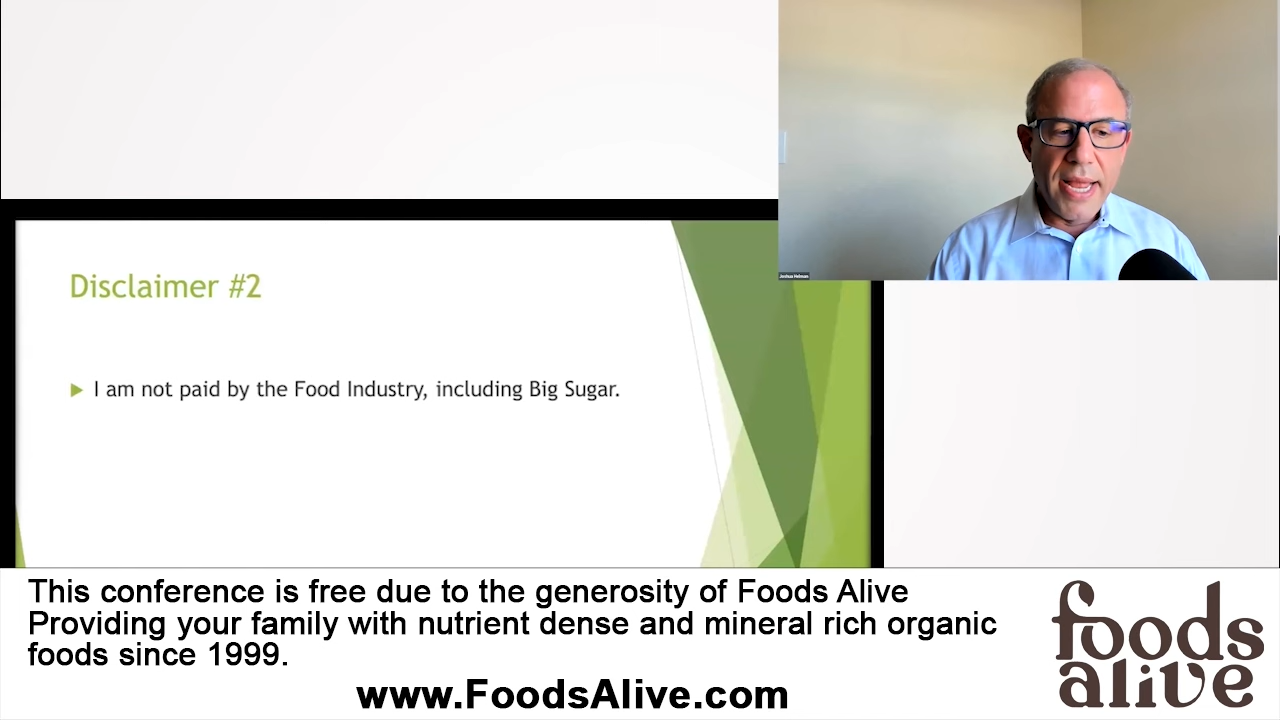 Joshua Helman
Disclaimer #2
I am not paid by the Food Industry, including Big Sugar.
This conference is free due to the generosity of Foods Alive
Providing your family with nutrient dense and mineral rich organic
foods since 1999.
www.FoodsAlive.com
foods
alive